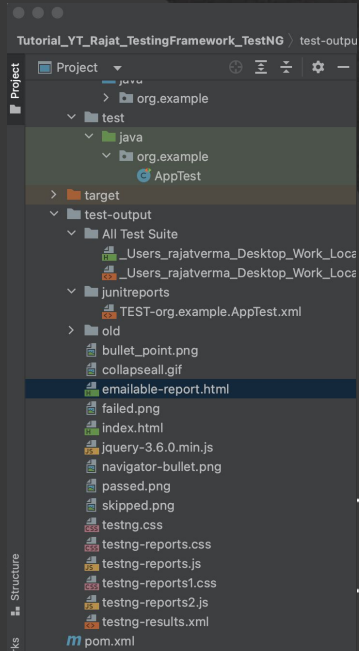 Tutorial_YT_Rajat_TestingFramework_TestNG › test-outpu
Project
Project
java
org.example
test
java
org.example
AppTest
target
test-output
All Test Suite
_Users_rajatverma_Desktop_Work_Loca
_Users_rajatverma_Desktop_Work_Loca
junitreports
TEST-org.example.AppTest.xml
old
bullet_point.png
collapseall.gif
emailable-report.html
failed.png
index.html
jquery-3.6.0.min.js
navigator-bullet.png
passed.png
skipped.png
testng.css
testng-reports.css
testng-reports.js
testng-reports1.css
testng-reports2.js
testng-results.xml
pom.xml
Structure
rks